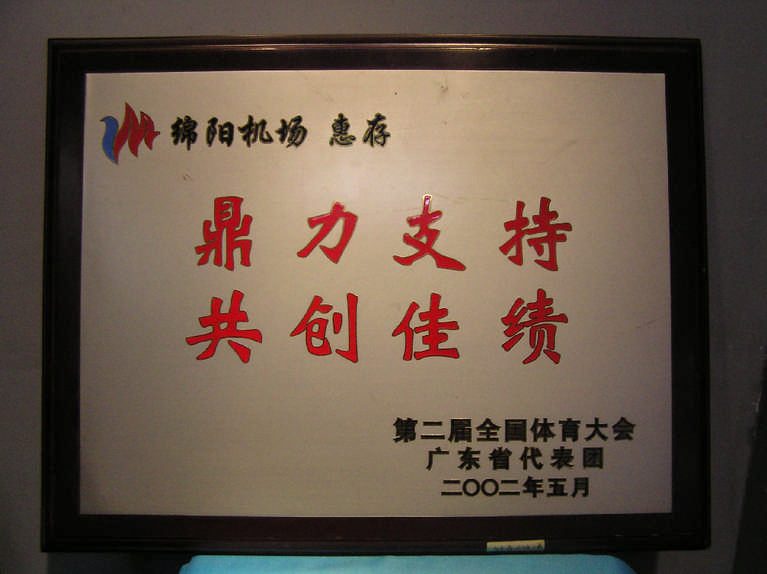 绵阳机场 惠存
鼎力支持
共创佳绩
第二届全国体育大会
广东省代表团
二〇〇二年五月